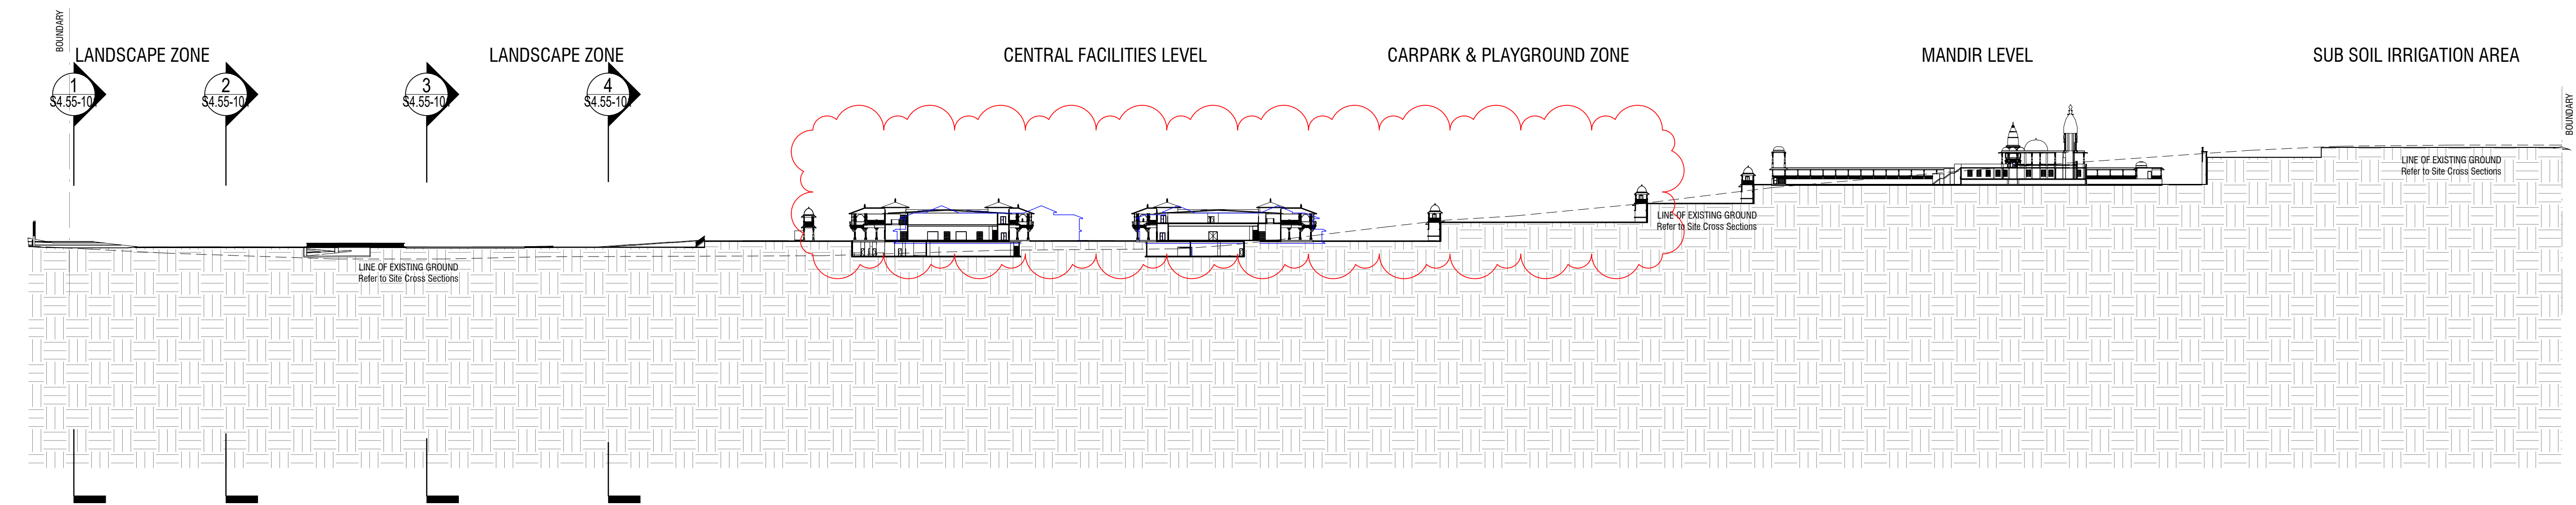 BOUNDARY
LANDSCAPE ZONE
LANDSCAPE ZONE
CENTRAL FACILITIES LEVEL
CARPARK & PLAYGROUND ZONE
MANDIR LEVEL
SUB SOIL IRRIGATION AREA
1
S4.55-10
2
S4.55-10
3
S4.55-10
4
S4.55-10
BOUNDARY
LINE OF EXISTING GROUND
Refer to Site Cross Sections
LINE OF EXISTING GROUND
Refer to Site Cross Sections
LINE OF EXISTING GROUND
Refer to Site Cross Sections